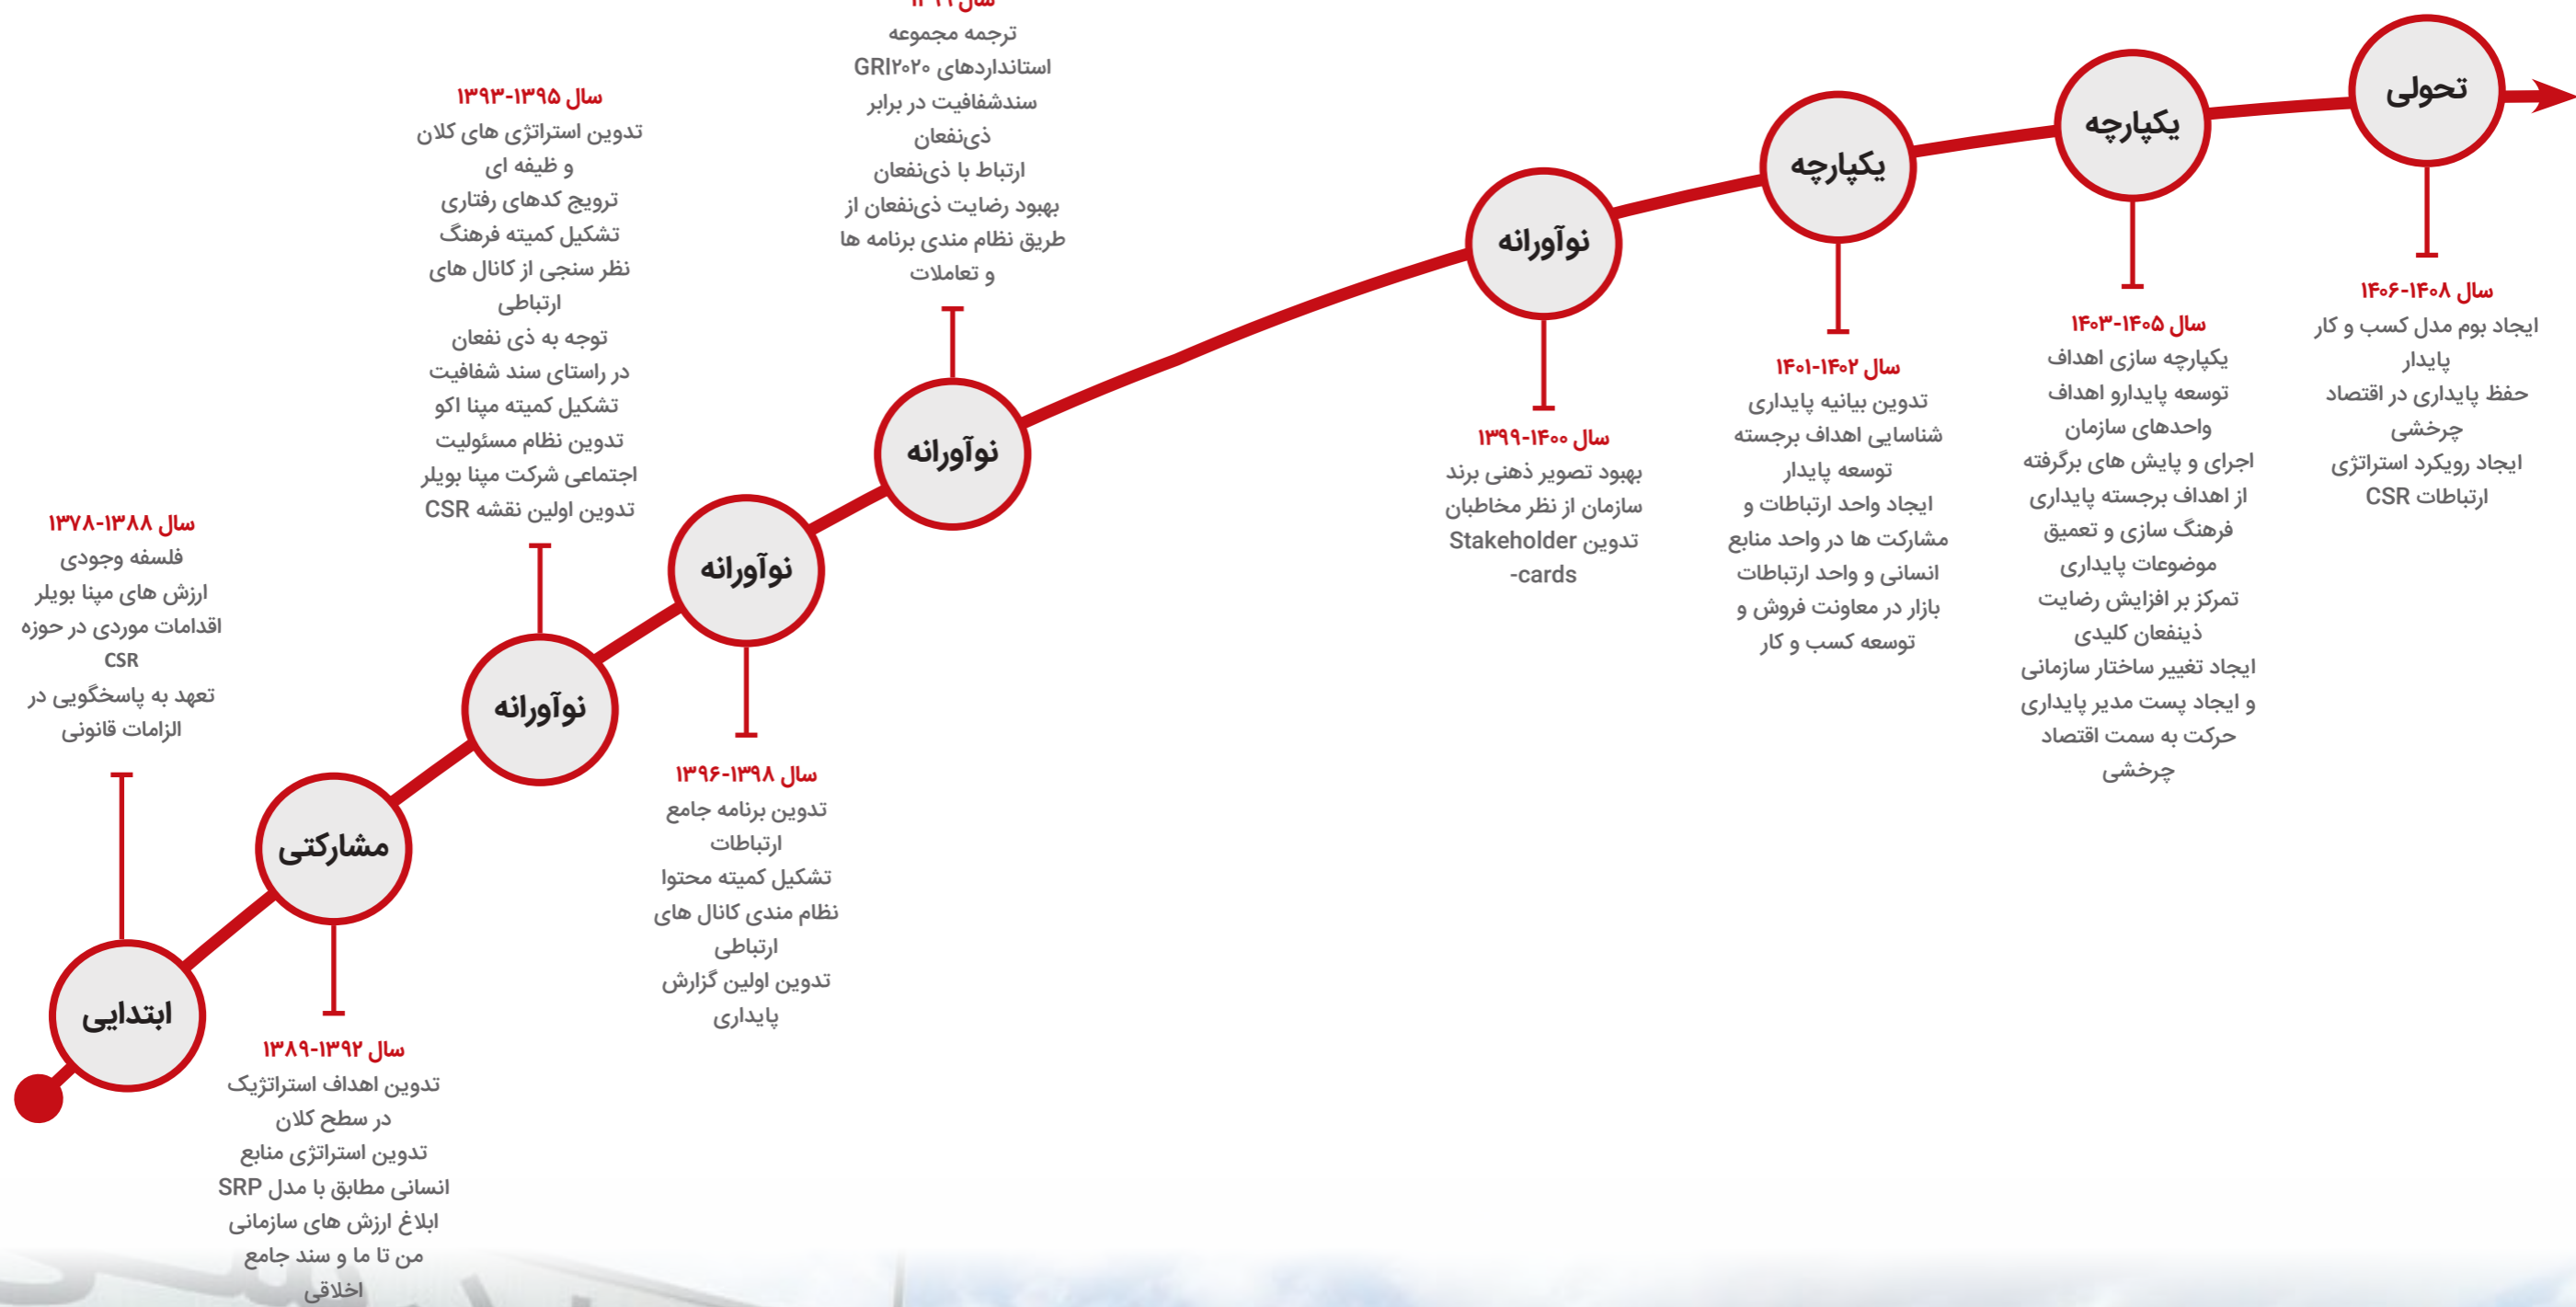 ابتدایی
سال ۱۳۷۸-۱۳۸۸
فلسفه وجودی
ارزش های مپنا بویلر
اقدامات موردی در حوزه
CSR
تعهد به پاسخگویی در
الزامات قانونی
مشارکتی
سال ۱۳۸۹-۱۳۹۲
تدوین اهداف استراتژیک
در سطح کلان
تدوین استراتژی منابع
انسانی مطابق با مدل SRP
ابلاغ ارزش های سازمانی
من تا ما و سند جامع
اخلاقی
نوآورانه
سال ۱۳۹۳-۱۳۹۵
تدوین استراتژی های کلان
و ظیفه ای
ترویج کدهای رفتاری
تشکیل کمیته فرهنگ
نظر سنجی از کانال های
ارتباطی
توجه به ذی نفعان
در راستای سند شفافیت
تشکیل کمیته مپنا اکو
تدوین نظام مسئولیت
اجتماعی شرکت مپنا بویلر
تدوین اولین نقشه CSR
نوآورانه
سال ۱۳۹۶-۱۳۹۸
تدوین برنامه جامع
ارتباطات
تشکیل کمیته محتوا
نظام مندی کانال های
ارتباطی
تدوین اولین گزارش
پایداری
نوآورانه
سال ۱۳۹۹
ترجمه مجموعه
استانداردهای GRI۲۰۲۰
سندشفافیت در برابر
ذی‌نفعان
ارتباط با ذی‌نفعان
بهبود رضایت ذی‌نفعان از
طریق نظام مندی برنامه ها
و تعاملات
نوآورانه
سال ۱۳۹۹-۱۴۰۰
بهبود تصویر ذهنی برند
سازمان از نظر مخاطبان
تدوین Stakeholder
-cards
یکپارچه
سال ۱۴۰۱-۱۴۰۲
تدوین بیانیه پایداری
شناسایی اهداف برجسته
توسعه پایدار
ایجاد واحد ارتباطات و
مشارکت ها در واحد منابع
انسانی و واحد ارتباطات
بازار در معاونت فروش و
توسعه کسب و کار
یکپارچه
سال ۱۴۰۳-۱۴۰۵
یکپارچه سازی اهداف
توسعه پایدارو اهداف
واحدهای سازمان
اجرای و پایش های برگرفته
از اهداف برجسته پایداری
فرهنگ سازی و تعمیق
موضوعات پایداری
تمرکز بر افزایش رضایت
ذینفعان کلیدی
ایجاد تغییر ساختار سازمانی
و ایجاد پست مدیر پایداری
حرکت به سمت اقتصاد
چرخشی
تحولی
سال ۱۴۰۶-۱۴۰۸
ایجاد بوم مدل کسب و کار
پایدار
حفظ پایداری در اقتصاد
چرخشی
ایجاد رویکرد استراتژی
ارتباطات CSR